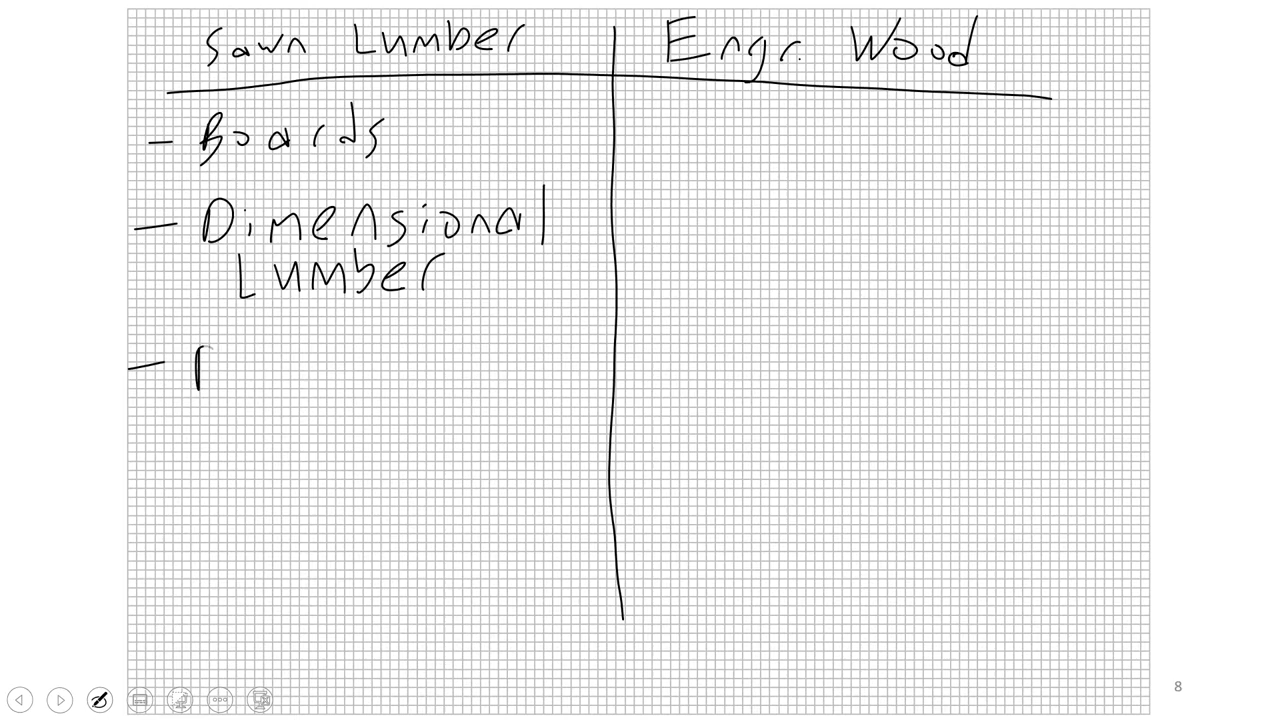 Sawn Lumber
Engr. Wood
- Boards
- Dimensional
Lumber
-
8